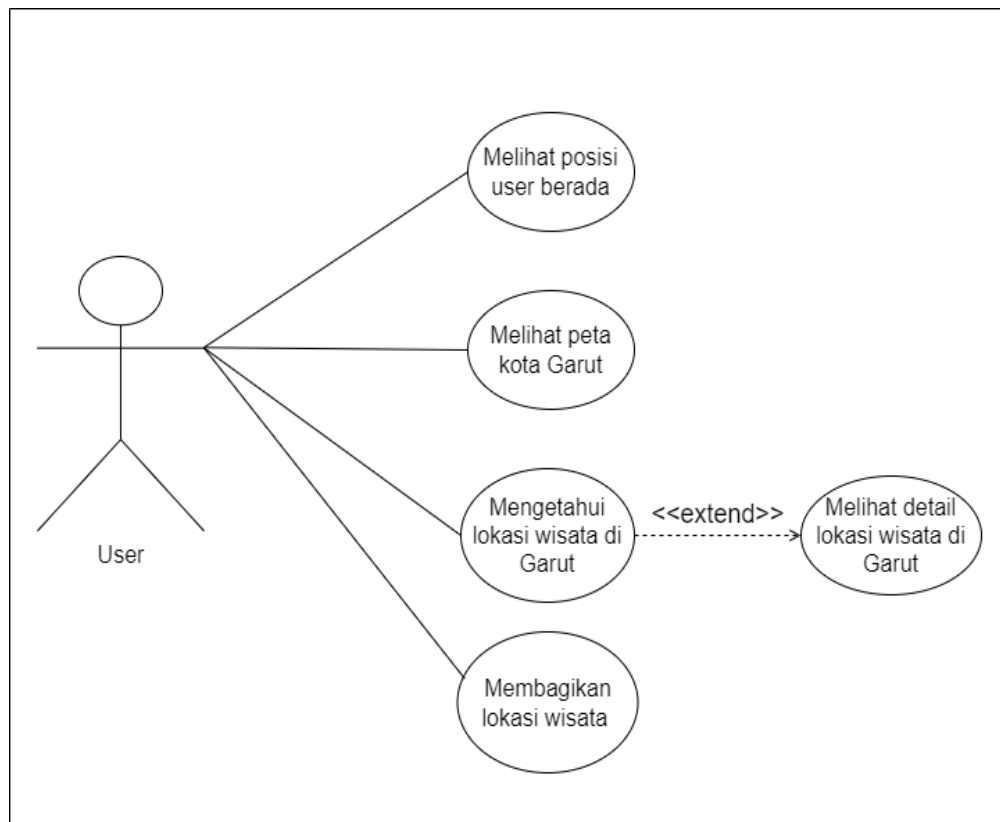 Melihat posisi
user berada
Melihat peta
kota Garut
Mengetahui
lokasi wisata di
Garut
<<extend>>
Melihat detail
lokasi wisata di
Garut
User
Membagikan
lokasi wisata